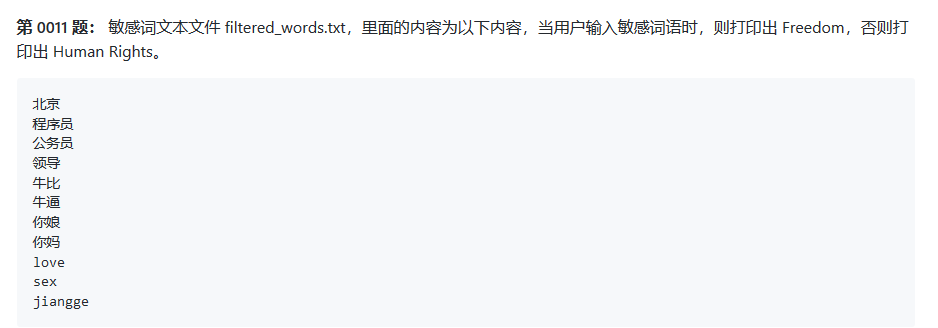 第 0011 题： 敏感词文本文件 filtered_words.txt，里面的内容为以下内容，当用户输入敏感词语时，则打印出 Freedom，否则打
印出 Human Rights。
北京
程序员
公务员
领导
牛比
牛逼
你娘
你妈
love
sex
jiangge